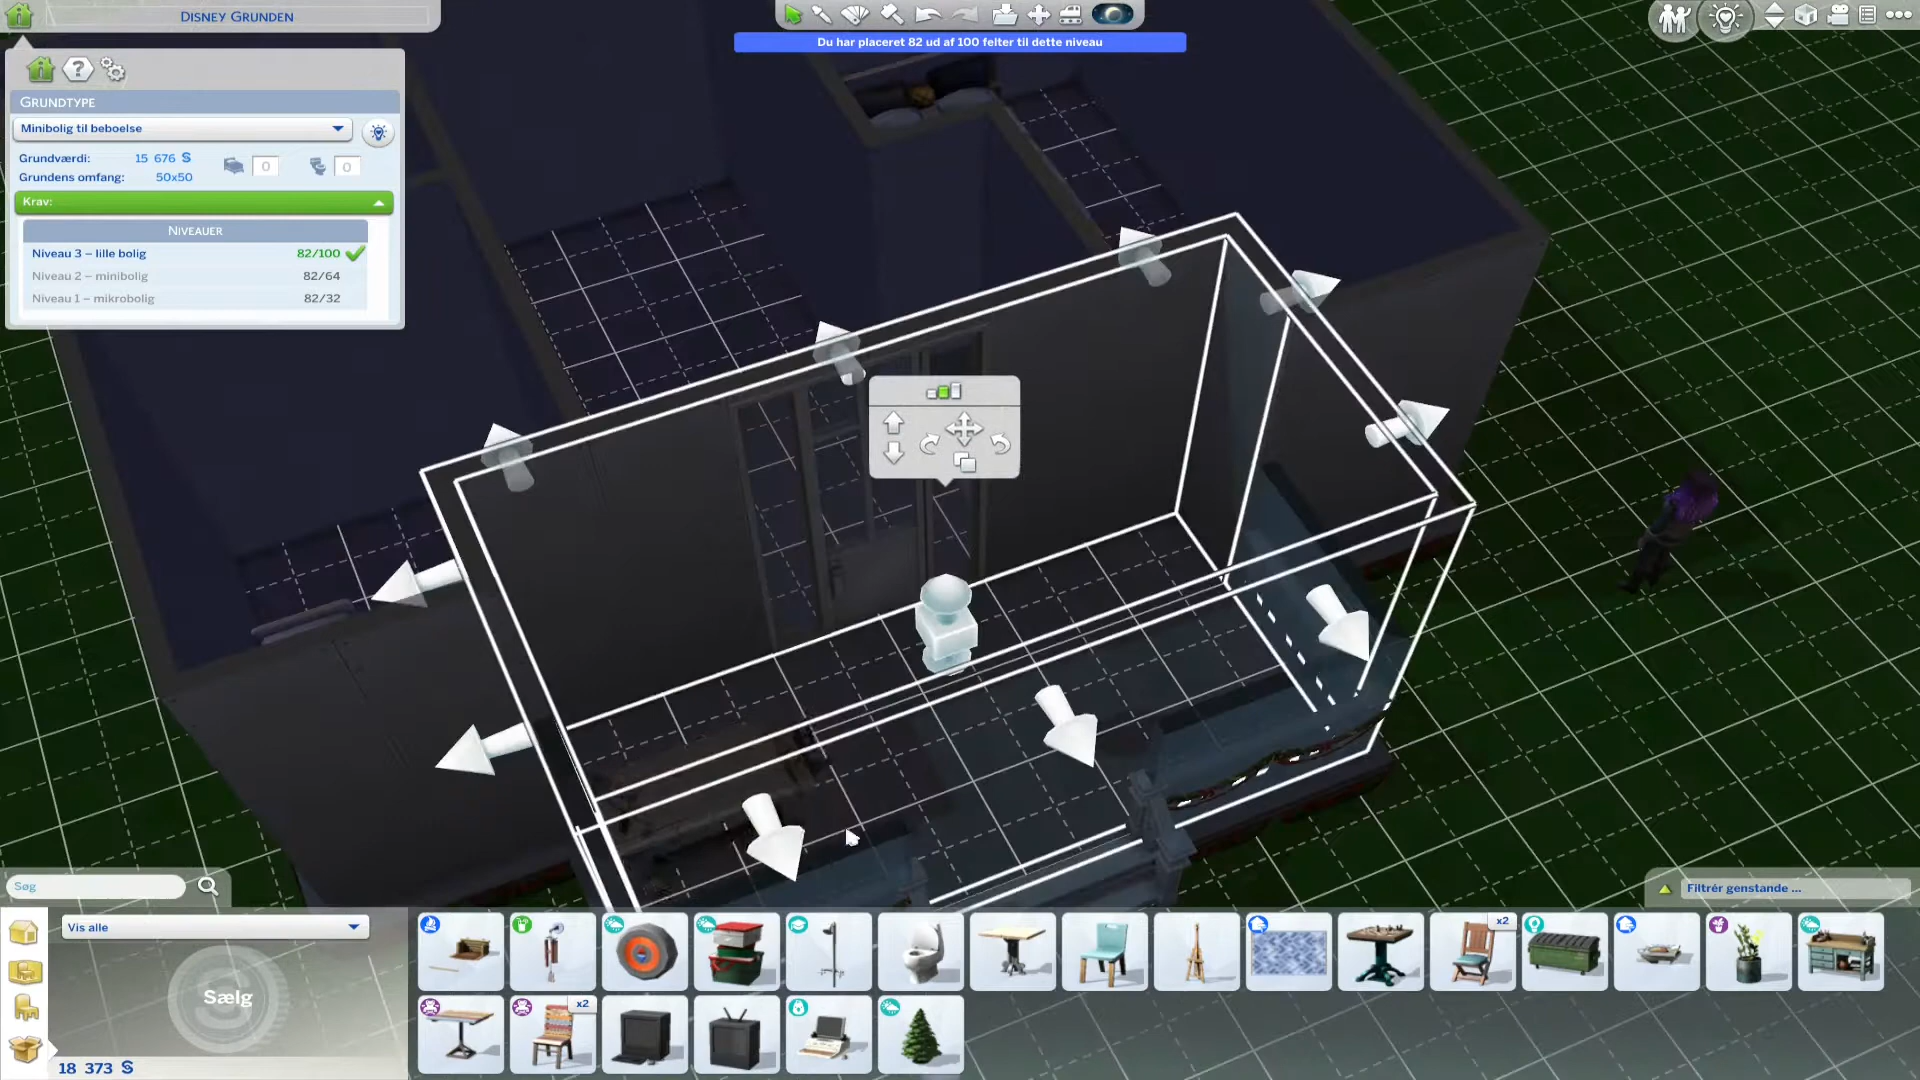 Disney Grunden
Du har placeret 82 ud af 100 felter til dette niveau
Grundtype
Minibolig til beboelse
Grundværdi: 15 676 §
0
0
Grundens omfang: 50x50
Krav:
Niveauer
Niveau 3 – lille bolig 82/100
Niveau 2 – minibolig 82/64
Niveau 1 – mikrobolig 82/32
Søg
Filtrér genstande ...
Vis alle
x2
Sælg
x2
18 373 §